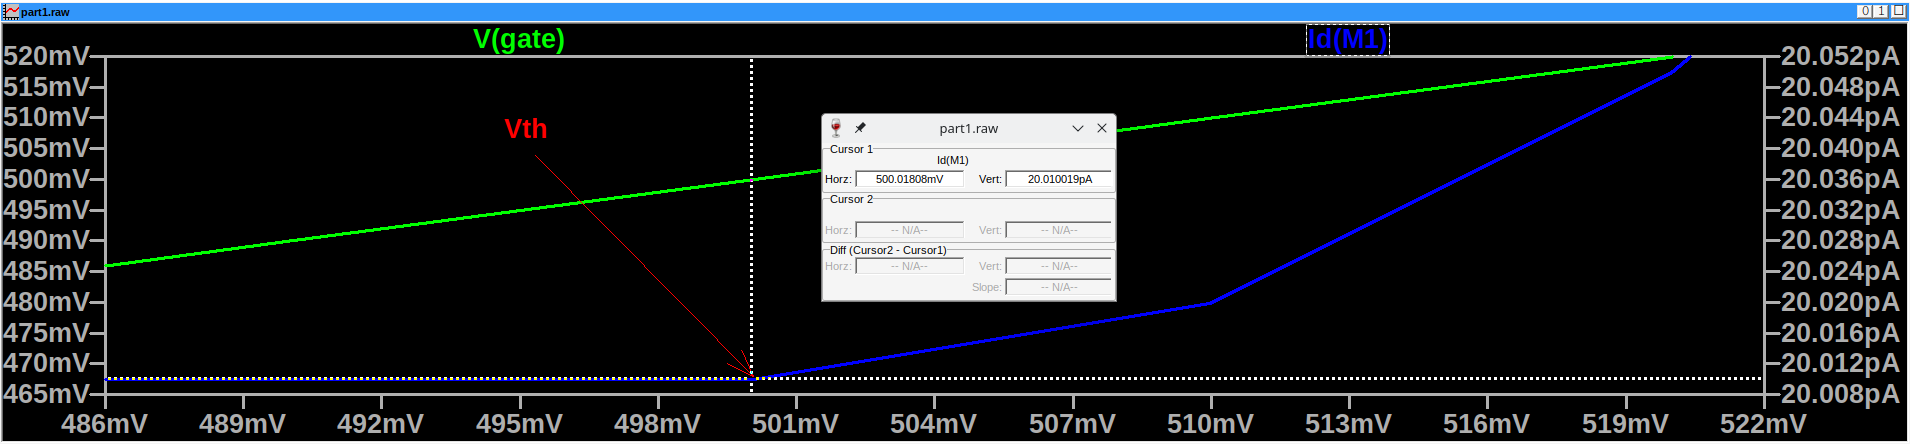 part1.raw
V(gate)
Id(M1)
520mV
515mV
510mV
505mV
500mV
495mV
490mV
485mV
480mV
475mV
470mV
465mV
Vth
part1.raw
Cursor 1
Id(M1)
Horz: 500.01808mV Vert: 20.010019pA
Cursor 2
Horz: -- N/A-- Vert: -- N/A--
Diff (Cursor2 - Cursor1)
Horz: -- N/A-- Vert: -- N/A--
Slope: -- N/A--
20.052pA
20.048pA
20.044pA
20.040pA
20.036pA
20.032pA
20.028pA
20.024pA
20.020pA
20.016pA
20.012pA
20.008pA
486mV 489mV 492mV 495mV 498mV 501mV 504mV 507mV 510mV 513mV 516mV 519mV 522mV